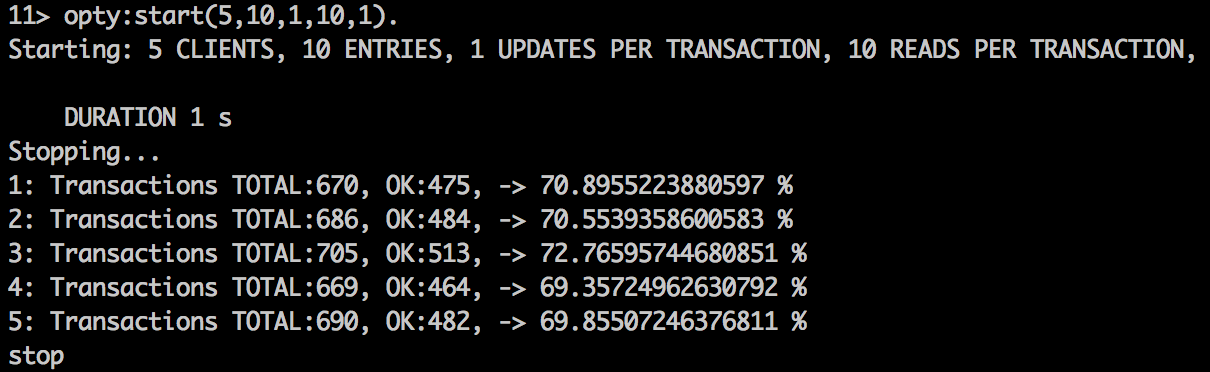 11> opty:start(5,10,1,10,1).
Starting: 5 CLIENTS, 10 ENTRIES, 1 UPDATES PER TRANSACTION, 10 READS PER TRANSACTION,
DURATION 1 s
Stopping...
1: Transactions TOTAL:670, OK:475, -> 70.8955223880597 %
2: Transactions TOTAL:686, OK:484, -> 70.5539358600583 %
3: Transactions TOTAL:705, OK:513, -> 72.76595744680851 %
4: Transactions TOTAL:669, OK:464, -> 69.35724962630792 %
5: Transactions TOTAL:690, OK:482, -> 69.85507246376811 %
stop